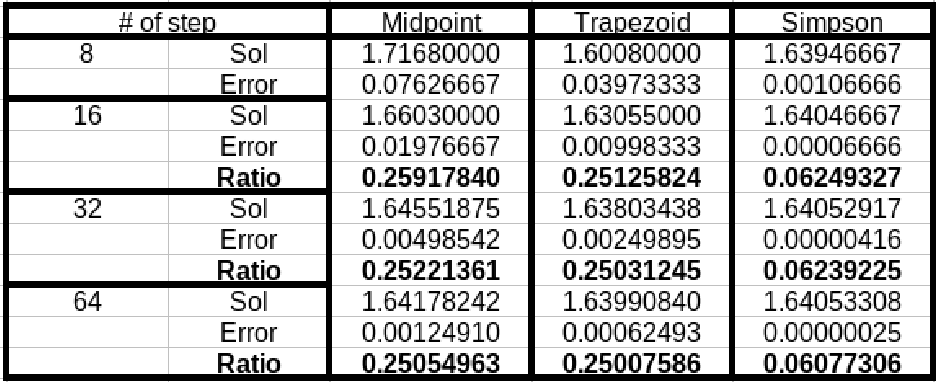 # of step Midpoint Trapezoid Simpson
8 Sol 1.71680000 1.60080000 1.63946667
Error 0.07626667 0.03973333 0.00106666
16 Sol 1.66030000 1.63055000 1.64046667
Error 0.01976667 0.00998333 0.00006666
Ratio 0.25917840 0.25125824 0.06249327
32 Sol 1.64551875 1.63803438 1.64052917
Error 0.00498542 0.00249895 0.00000416
Ratio 0.25221361 0.25031245 0.06239225
64 Sol 1.64178242 1.63990840 1.64053308
Error 0.00124910 0.00062493 0.00000025
Ratio 0.25054963 0.25007586 0.06077306